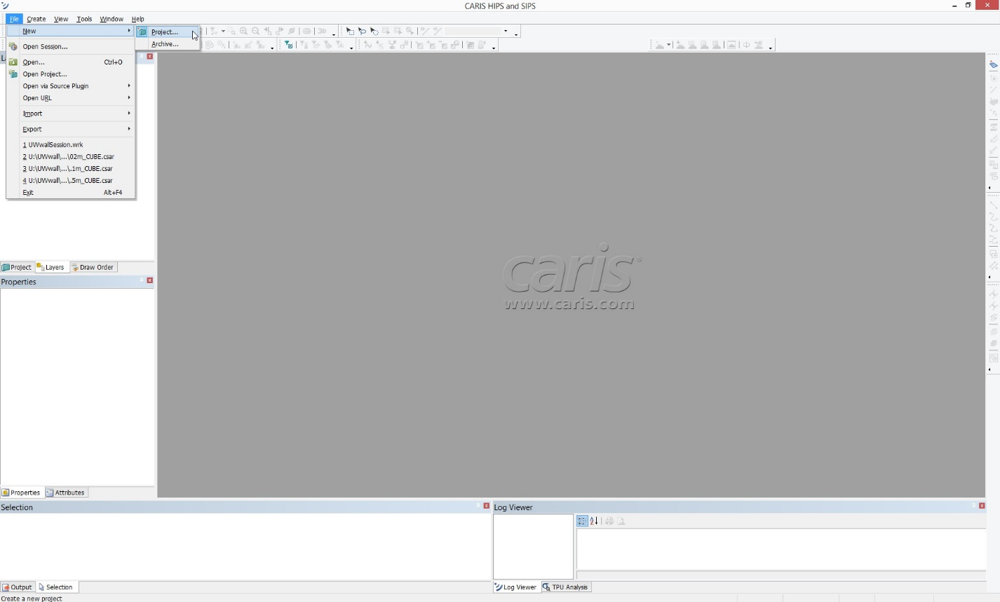 CARIS HIPS and SIPS
File Create View Tools Window Help
New
Project...
Archive...
Open Session...
Open... Ctrl+O
Open Project...
Open via Source Plugin
Open URL
Import
Export
1 UWwallSession.wrk
2 U:\UWwall\...\02m_CUBE.csar
3 U:\UWwall\...\.1m_CUBE.csar
4 U:\UWwall\...\.5m_CUBE.csar
Exit Alt+F4
caris
www.caris.com
Project Layers Draw Order
Properties
Properties Attributes
Selection
Log Viewer
Output Selection
Log Viewer TPU Analysis
Create a new project